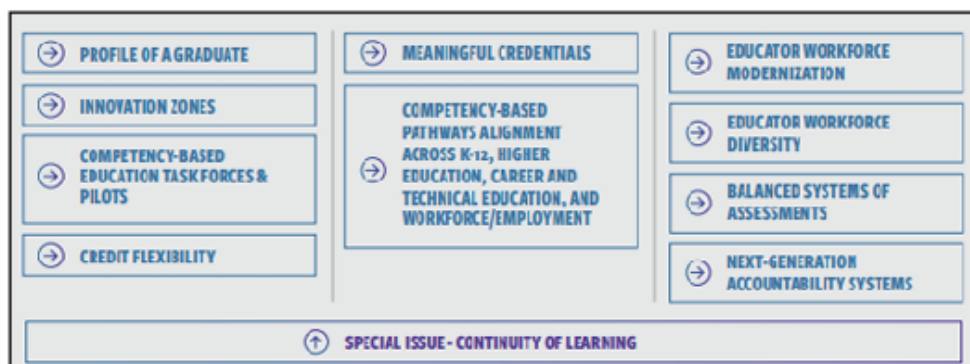 PROFILE OF A GRADUATE
INNOVATION ZONES
COMPETENCY-BASED
EDUCATION TASK FORCES &
PILOTS
CREDIT FLEXIBILITY
MEANINGFUL CREDENTIALS
COMPETENCY-BASED
PATHWAYS ALIGNMENT
ACROSS K-12, HIGHER
EDUCATION, CAREER AND
TECHNICAL EDUCATION, AND
WORKFORCE/EMPLOYMENT
EDUCATOR WORKFORCE
MODERNIZATION
EDUCATOR WORKFORCE
DIVERSITY
BALANCED SYSTEMS OF
ASSESSMENTS
NEXT-GENERATION
ACCOUNTABILITY SYSTEMS
SPECIAL ISSUE - CONTINUITY OF LEARNING